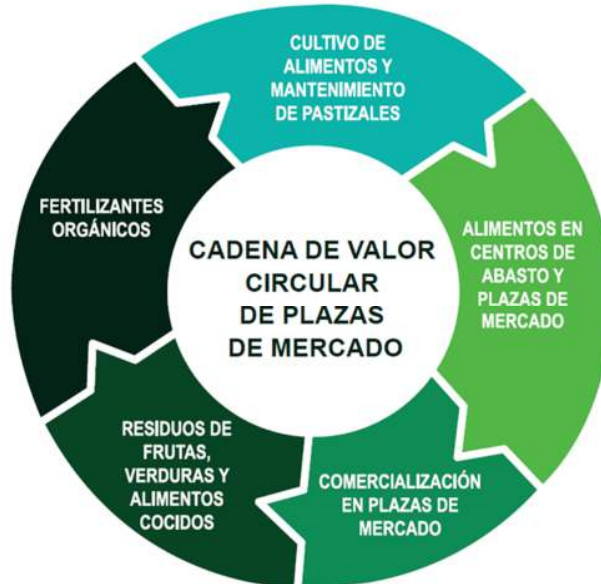 CADENA DE VALOR
CIRCULAR
DE PLAZAS
DE MERCADO
CULTIVO DE
ALIMENTOS Y
MANTENIMIENTO
DE PASTIZALES
ALIMENTOS EN
CENTROS DE
ABASTO Y
PLAZAS DE
MERCADO
COMERCIALIZACIÓN
EN PLAZAS DE
MERCADO
RESIDUOS DE
FRUTAS,
VERDURAS Y
ALIMENTOS
COCIDOS
FERTILIZANTES
ORGÁNICOS